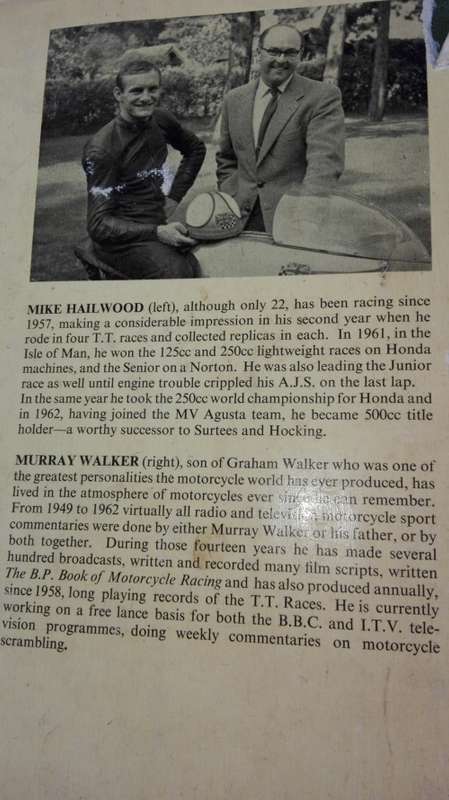 MIKE HAILWOOD (left), although only 22, has been racing since
1957, making a considerable impression in his second year when he
rode in four T.T. races and collected replicas in each. In 1961, in the
Isle of Man, he won the 125cc and 250cc lightweight races on Honda
machines, and the Senior on a Norton. He was also leading the Junior
race as well until engine trouble crippled his A.J.S. on the last lap.
In the same year he took the 250cc world championship for Honda and
in 1962, having joined the MV Agusta team, he became 500cc title
holder—a worthy successor to Surtees and Hocking.
MURRAY WALKER (right), son of Graham Walker who was one of
the greatest personalities the motorcycle world has ever produced, has
lived in the atmosphere of motorcycles ever since he can remember.
From 1949 to 1962 virtually all radio and television motorcycle sport
commentaries were done by either Murray Walker or his father, or by
both together. During those fourteen years he has made several
hundred broadcasts, written and recorded many film scripts, written
The B.P. Book of Motorcycle Racing and has also produced annually,
since 1958, long playing records of the T.T. Races. He is currently
working on a free lance basis for both the B.B.C. and I.T.V. tele-
vision programmes, doing weekly commentaries on motorcycle
scrambling.